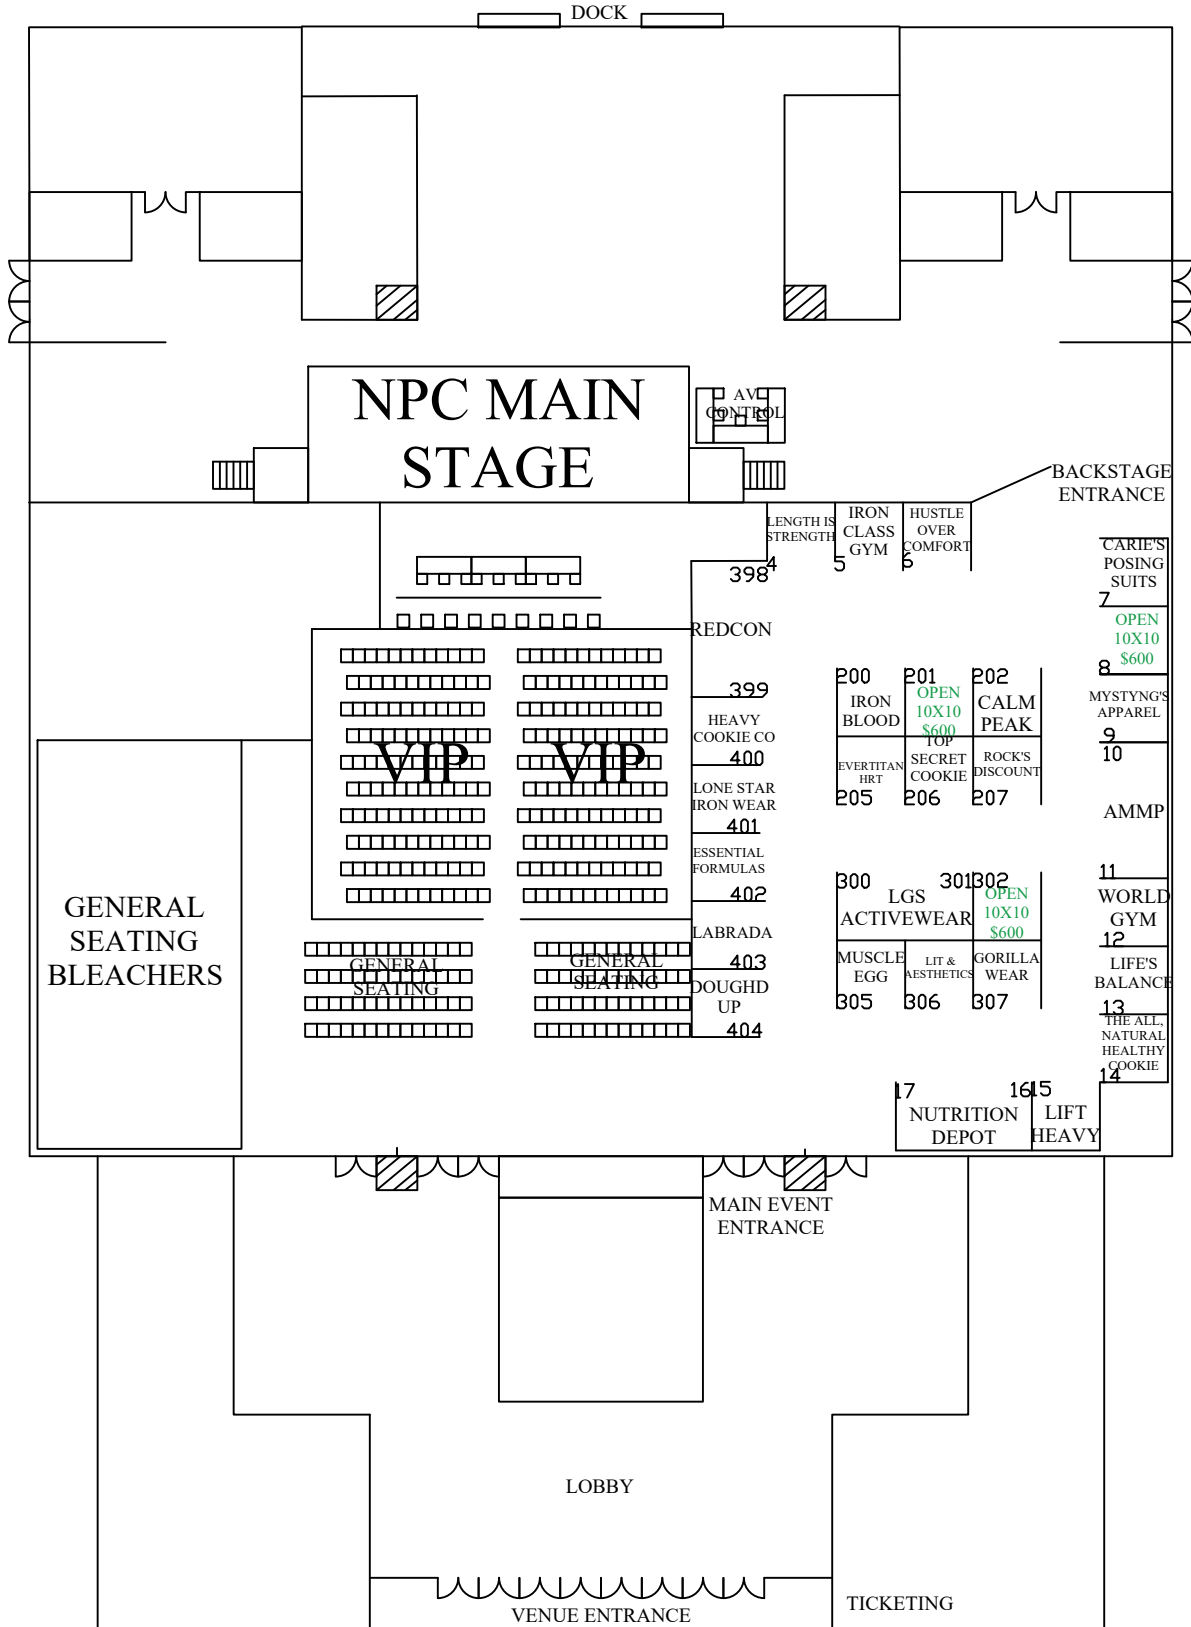 DOCK
NPC MAIN
STAGE
AV
CONTROL
BACKSTAGE
ENTRANCE
LENGTH IS
STRENGTH
4
IRON
CLASS
GYM
5
HUSTLE
OVER
COMFORT
6
CARIE'S
POSING
SUITS
7
OPEN
10X10
$600
8
MYSTYNG'S
APPAREL
9
10
AMMP
11
WORLD
GYM
12
LIFE'S
BALANCE
13
THE ALL,
NATURAL
HEALTHY
COOKIE
14
398
REDCON
399
HEAVY
COOKIE CO
400
LONE STAR
IRON WEAR
401
ESSENTIAL
FORMULAS
402
LABRADA
403
DOUGHD
UP
404
200
IRON
BLOOD
201
OPEN
10X10
$600
202
CALM
PEAK
EVERTITAN
HRT
205
TOP
SECRET
COOKIE
206
ROCK'S
DISCOUNT
207
300
301
LGS
ACTIVEWEAR
302
OPEN
10X10
$600
MUSCLE
EGG
305
LIT &
AESTHETICS
306
GORILLA
WEAR
307
17
16
NUTRITION
DEPOT
15
LIFT
HEAVY
VIP
VIP
GENERAL
SEATING
BLEACHERS
GENERAL
SEATING
GENERAL
SEATING
MAIN EVENT
ENTRANCE
LOBBY
VENUE ENTRANCE
TICKETING